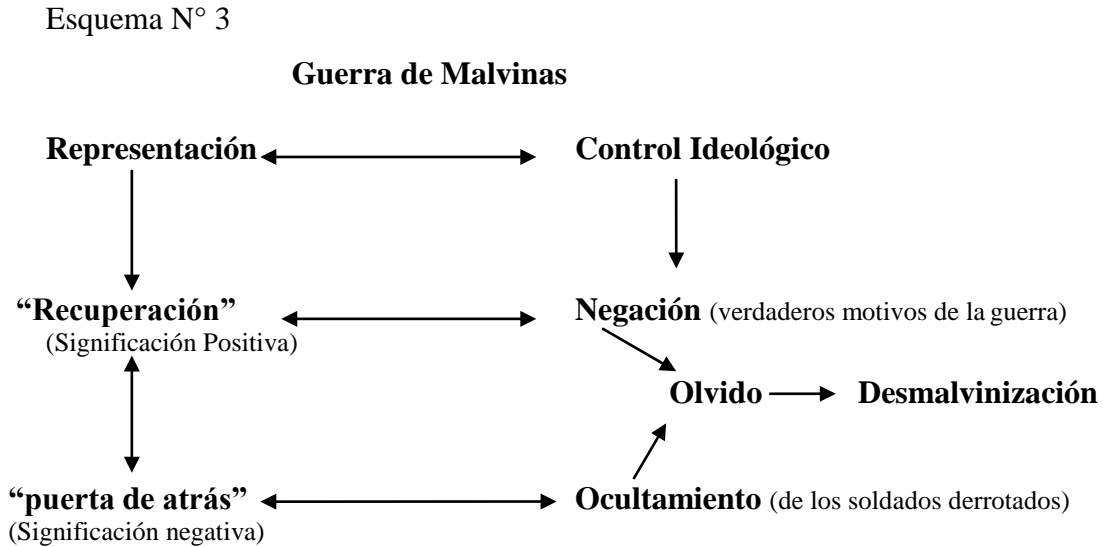 Esquema N° 3
Guerra de Malvinas
Representación Control Ideológico
“Recuperación” Negación (verdaderos motivos de la guerra)
(Significación Positiva)
Olvido Desmalvinización
“puerta de atrás” Ocultamiento (de los soldados derrotados)
(Significación negativa)